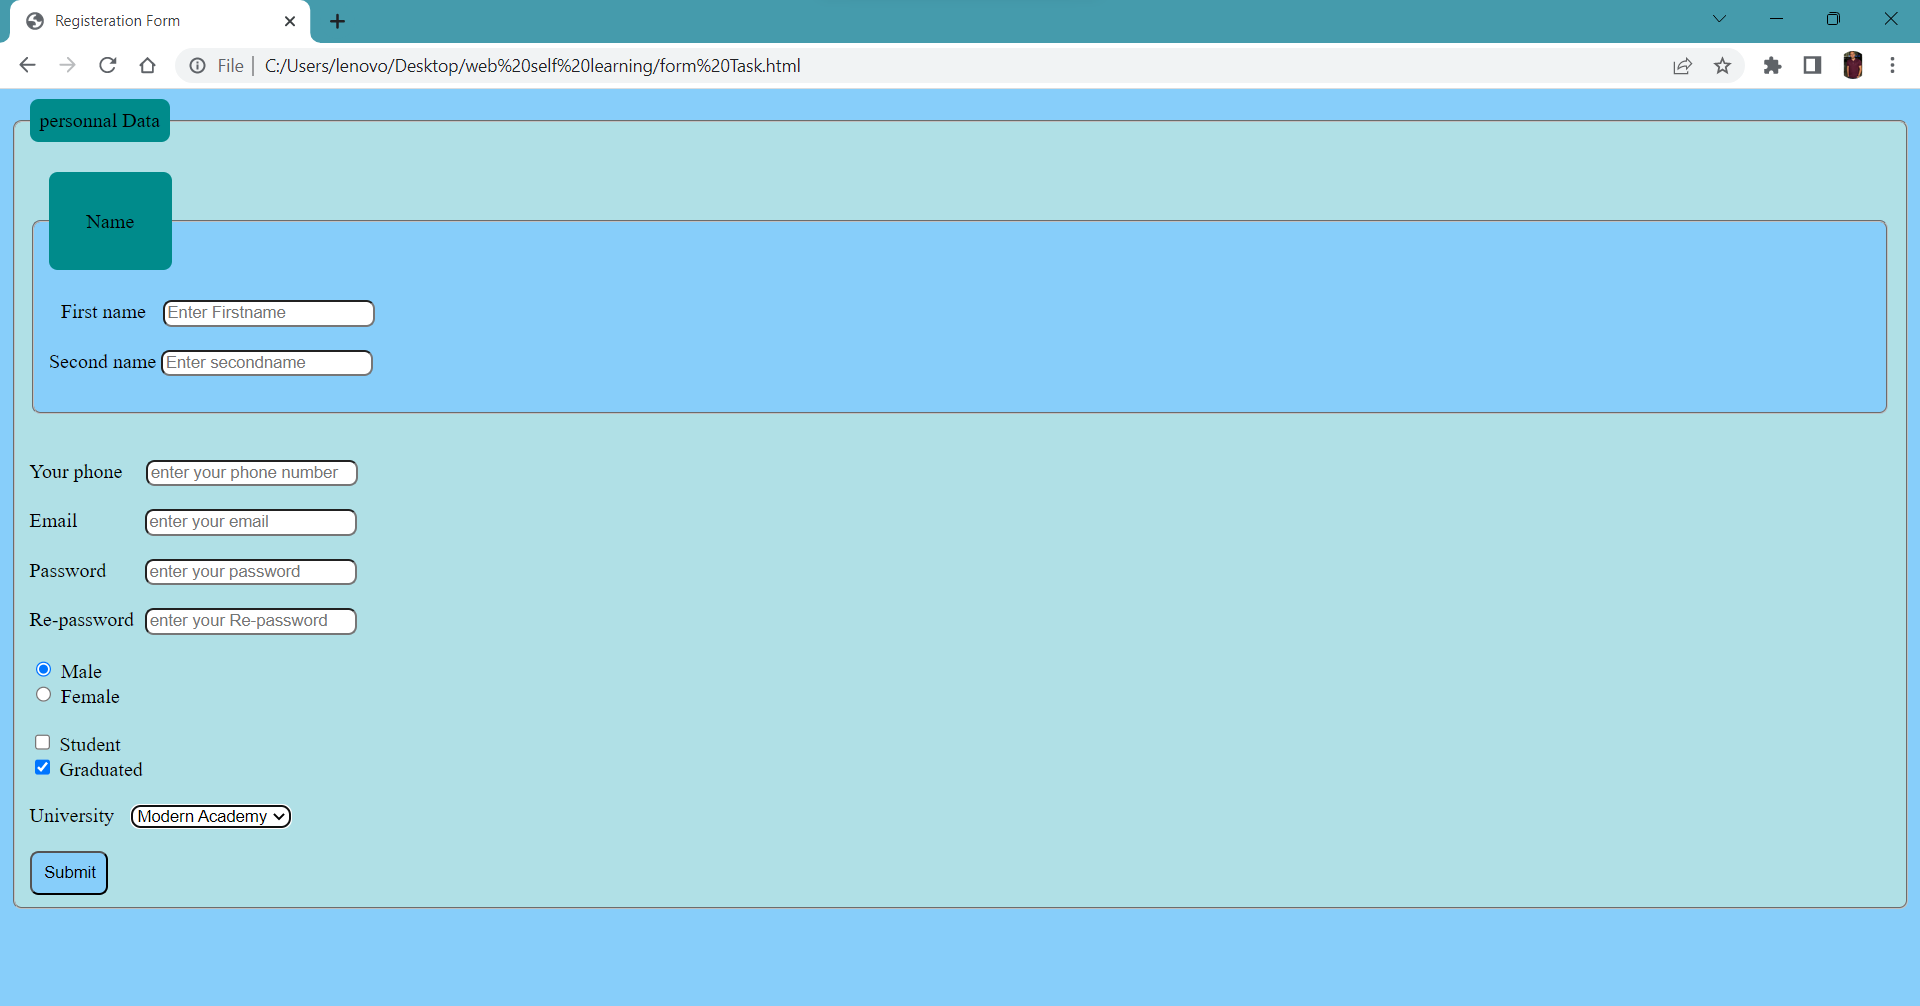 Registeration Form
File | C:/Users/lenovo/Desktop/web%20self%20learning/form%20Task.html
personnal Data
Name
First name Enter Firstname
Second name Enter secondname
Your phone enter your phone number
Email enter your email
Password enter your password
Re-password enter your Re-password
Male
Female
Student
Graduated
University Modern Academy
Submit